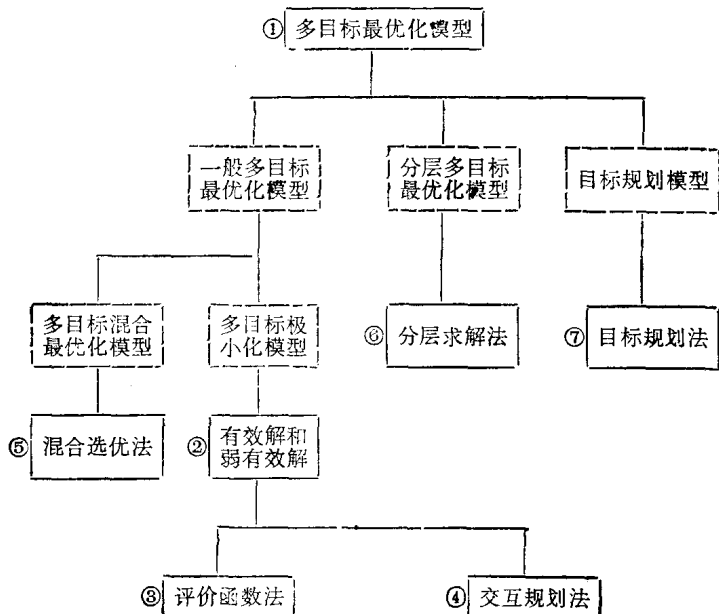 ① 多目标最优化模型
一般多目标
最优化模型
分层多目标
最优化模型
目标规划模型
多目标混合
最优化模型
多目标极
小化模型
⑥ 分层求解法
⑦ 目标规划法
⑤ 混合选优法
② 有效解和
弱有效解
③ 评价函数法
④ 交互规划法